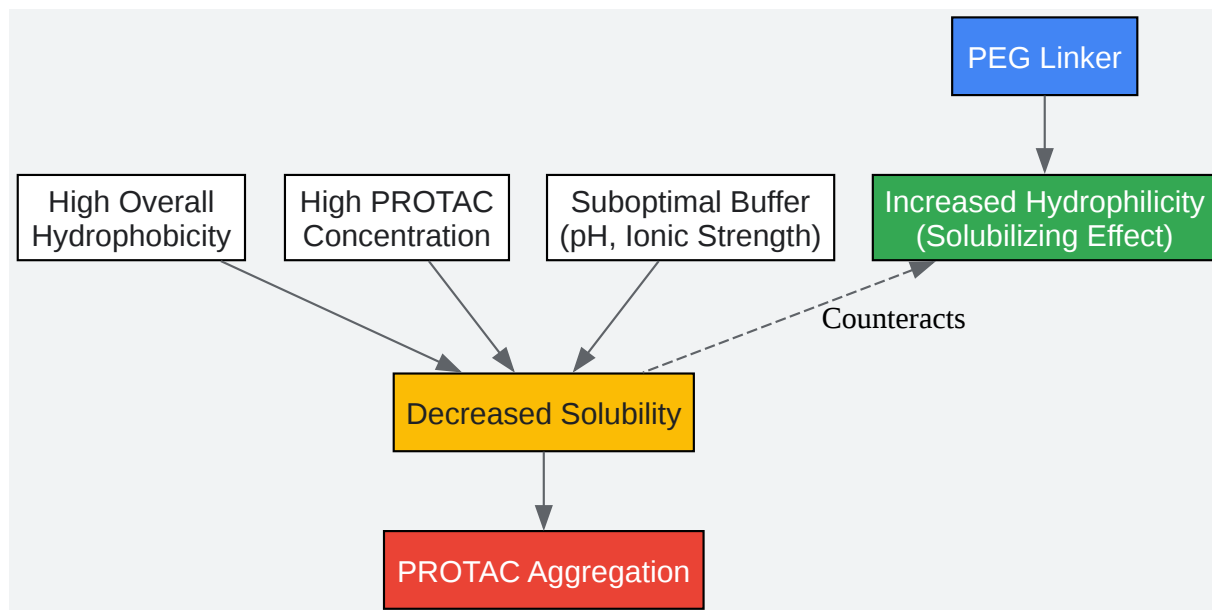 PEG Linker
High Overall
Hydrophobicity
High PROTAC
Concentration
Suboptimal Buffer
(pH, Ionic Strength)
Increased Hydrophilicity
(Solubilizing Effect)
Counteracts
Decreased Solubility
PROTAC Aggregation